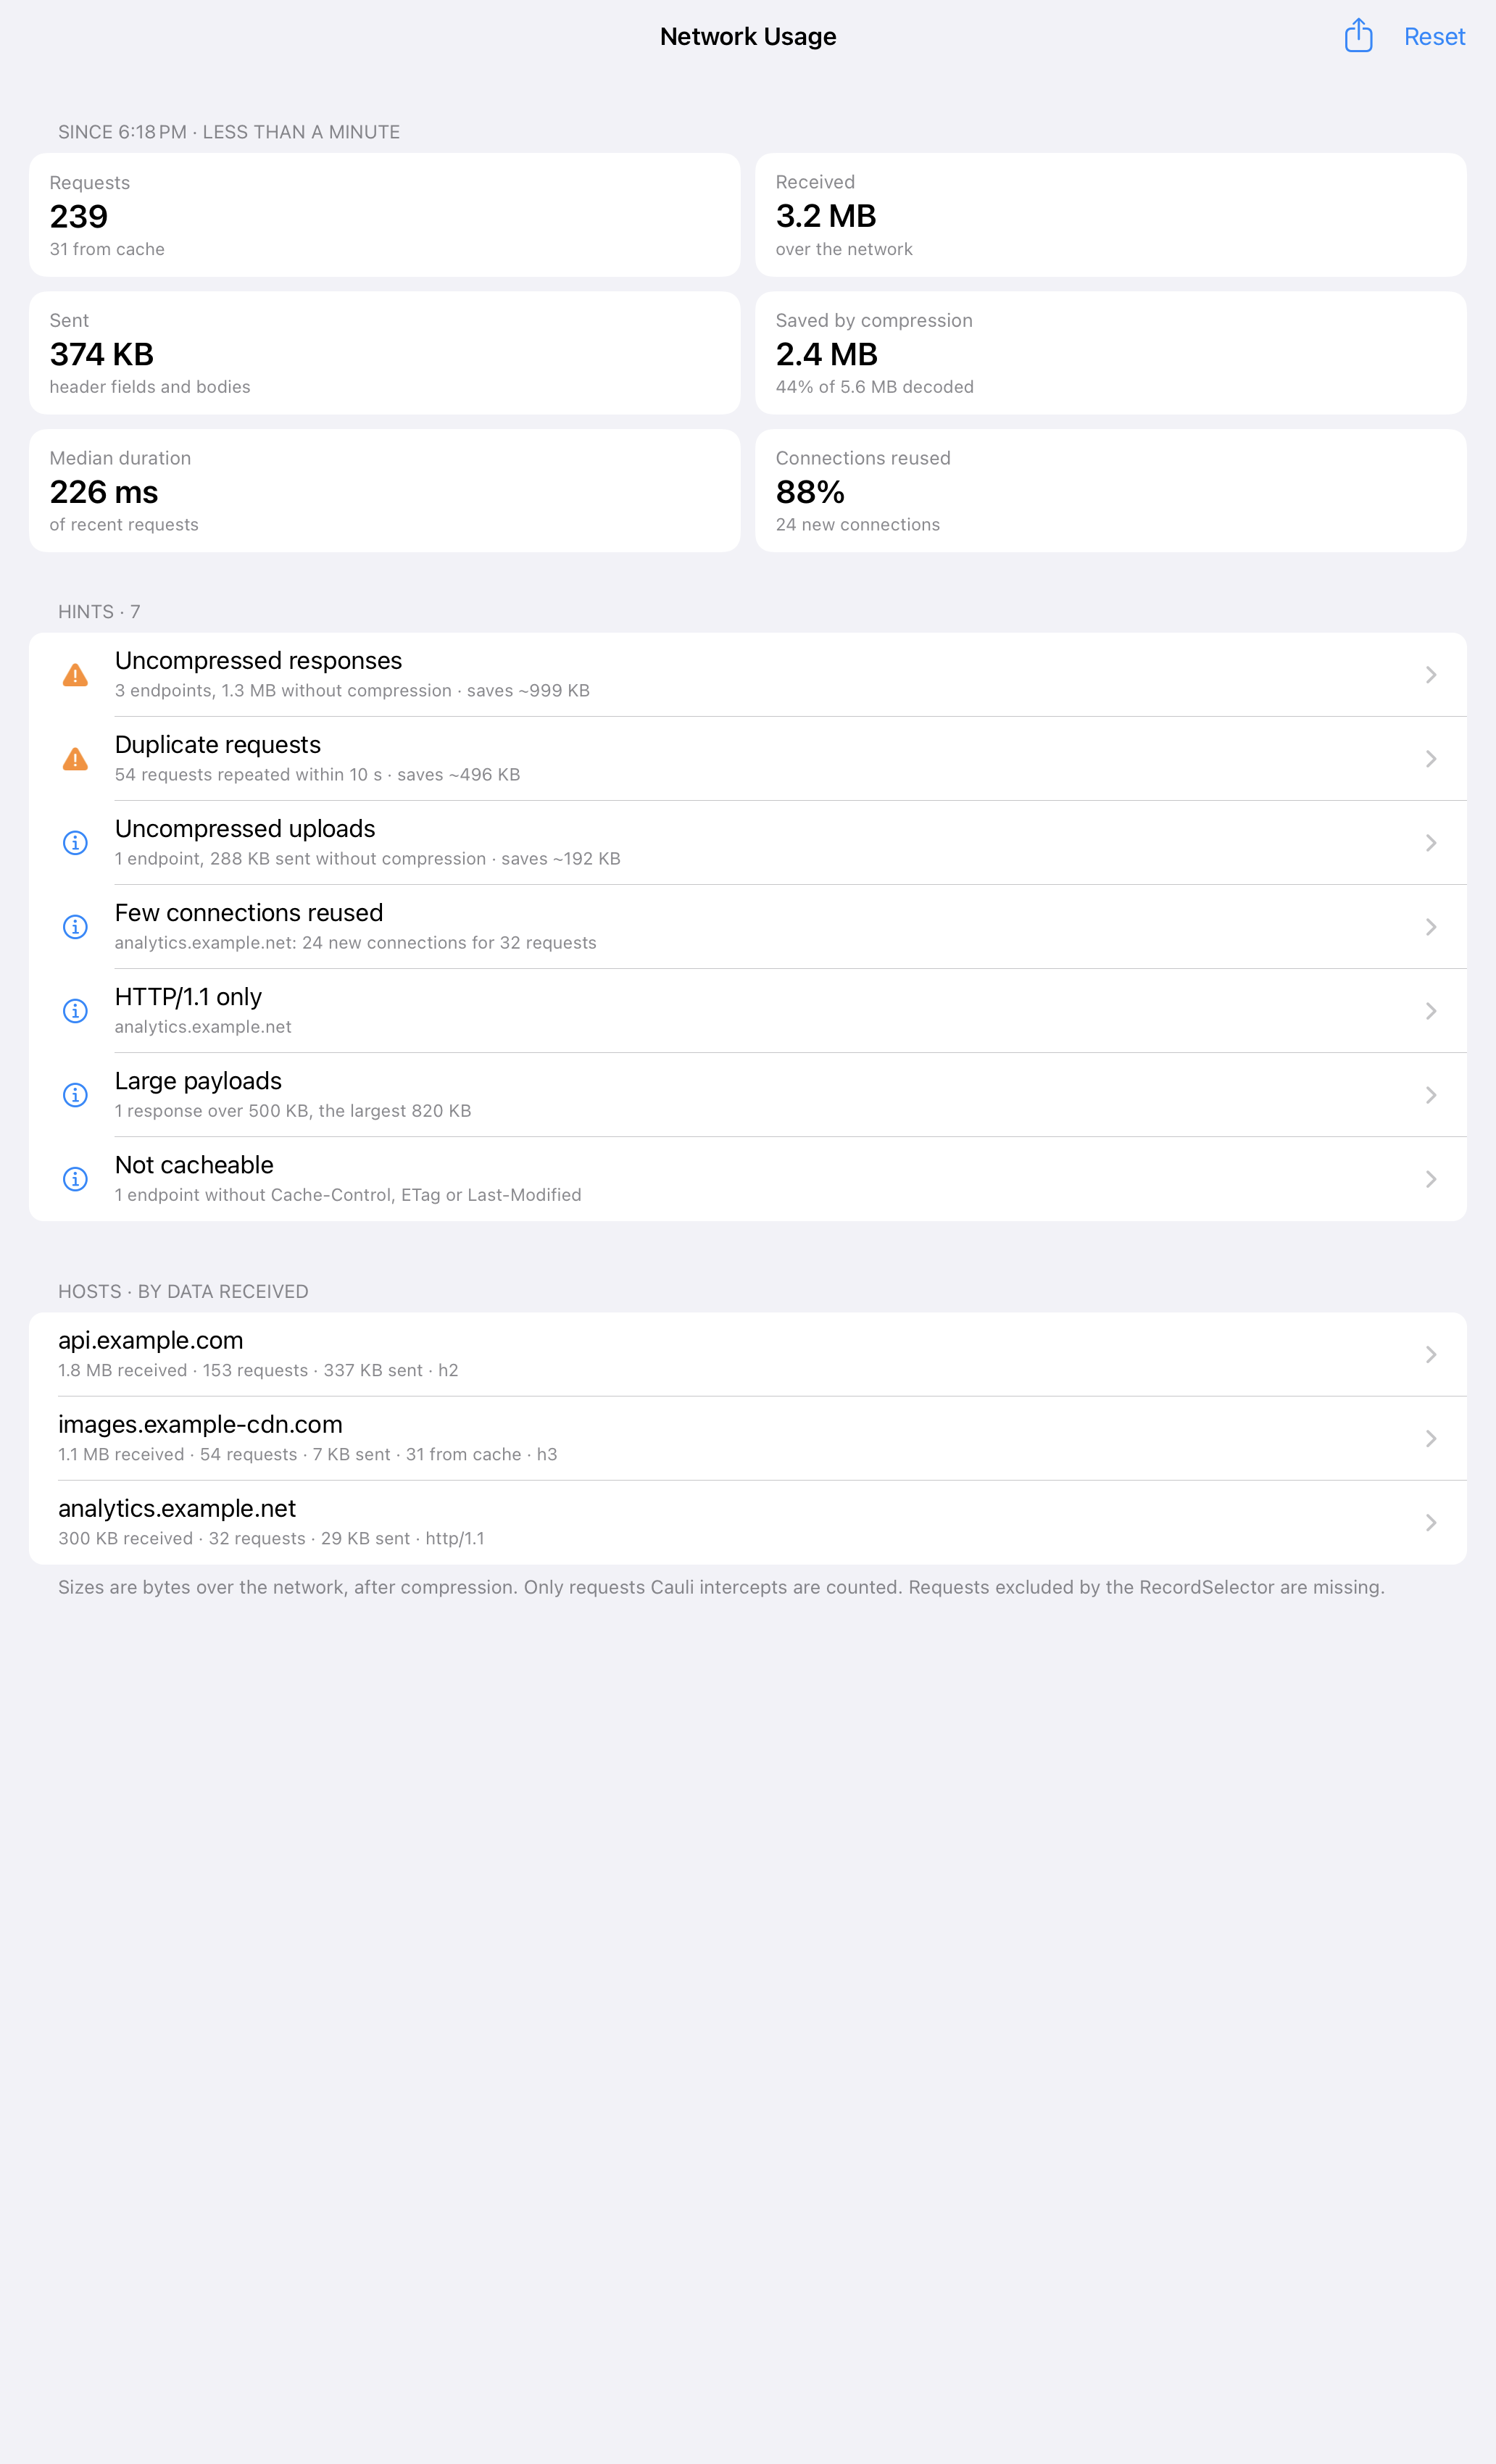 Network Usage
Reset
SINCE 6:18 PM · LESS THAN A MINUTE
Requests
239
31 from cache
Received
3.2 MB
over the network
Sent
374 KB
header fields and bodies
Saved by compression
2.4 MB
44% of 5.6 MB decoded
Median duration
226 ms
of recent requests
Connections reused
88%
24 new connections
HINTS · 7
Uncompressed responses
3 endpoints, 1.3 MB without compression · saves ~999 KB
Duplicate requests
54 requests repeated within 10 s · saves ~496 KB
Uncompressed uploads
1 endpoint, 288 KB sent without compression · saves ~192 KB
Few connections reused
analytics.example.net: 24 new connections for 32 requests
HTTP/1.1 only
analytics.example.net
Large payloads
1 response over 500 KB, the largest 820 KB
Not cacheable
1 endpoint without Cache-Control, ETag or Last-Modified
HOSTS · BY DATA RECEIVED
api.example.com
1.8 MB received · 153 requests · 337 KB sent · h2
images.example-cdn.com
1.1 MB received · 54 requests · 7 KB sent · 31 from cache · h3
analytics.example.net
300 KB received · 32 requests · 29 KB sent · http/1.1
Sizes are bytes over the network, after compression. Only requests Cauli intercepts are counted. Requests excluded by the RecordSelector are missing.